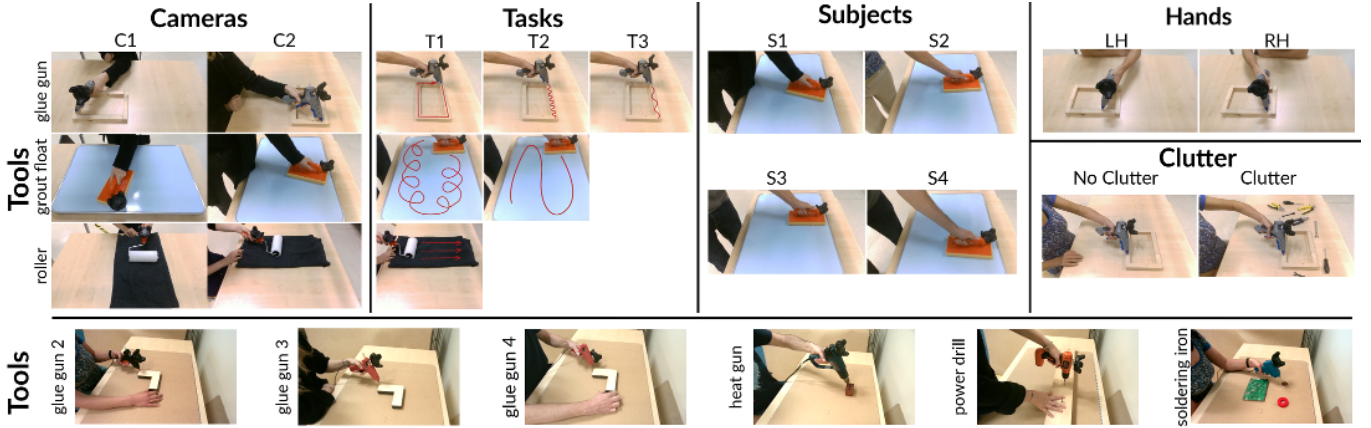 Cameras
Tasks
Subjects
Hands
C1
C2
T1
T2
T3
S1
S2
LH
RH
Tools
glue gun
grout float
roller
S3
S4
Clutter
No Clutter
Clutter
Tools
glue gun 2
glue gun 3
glue gun 4
heat gun
power drill
soldering iron